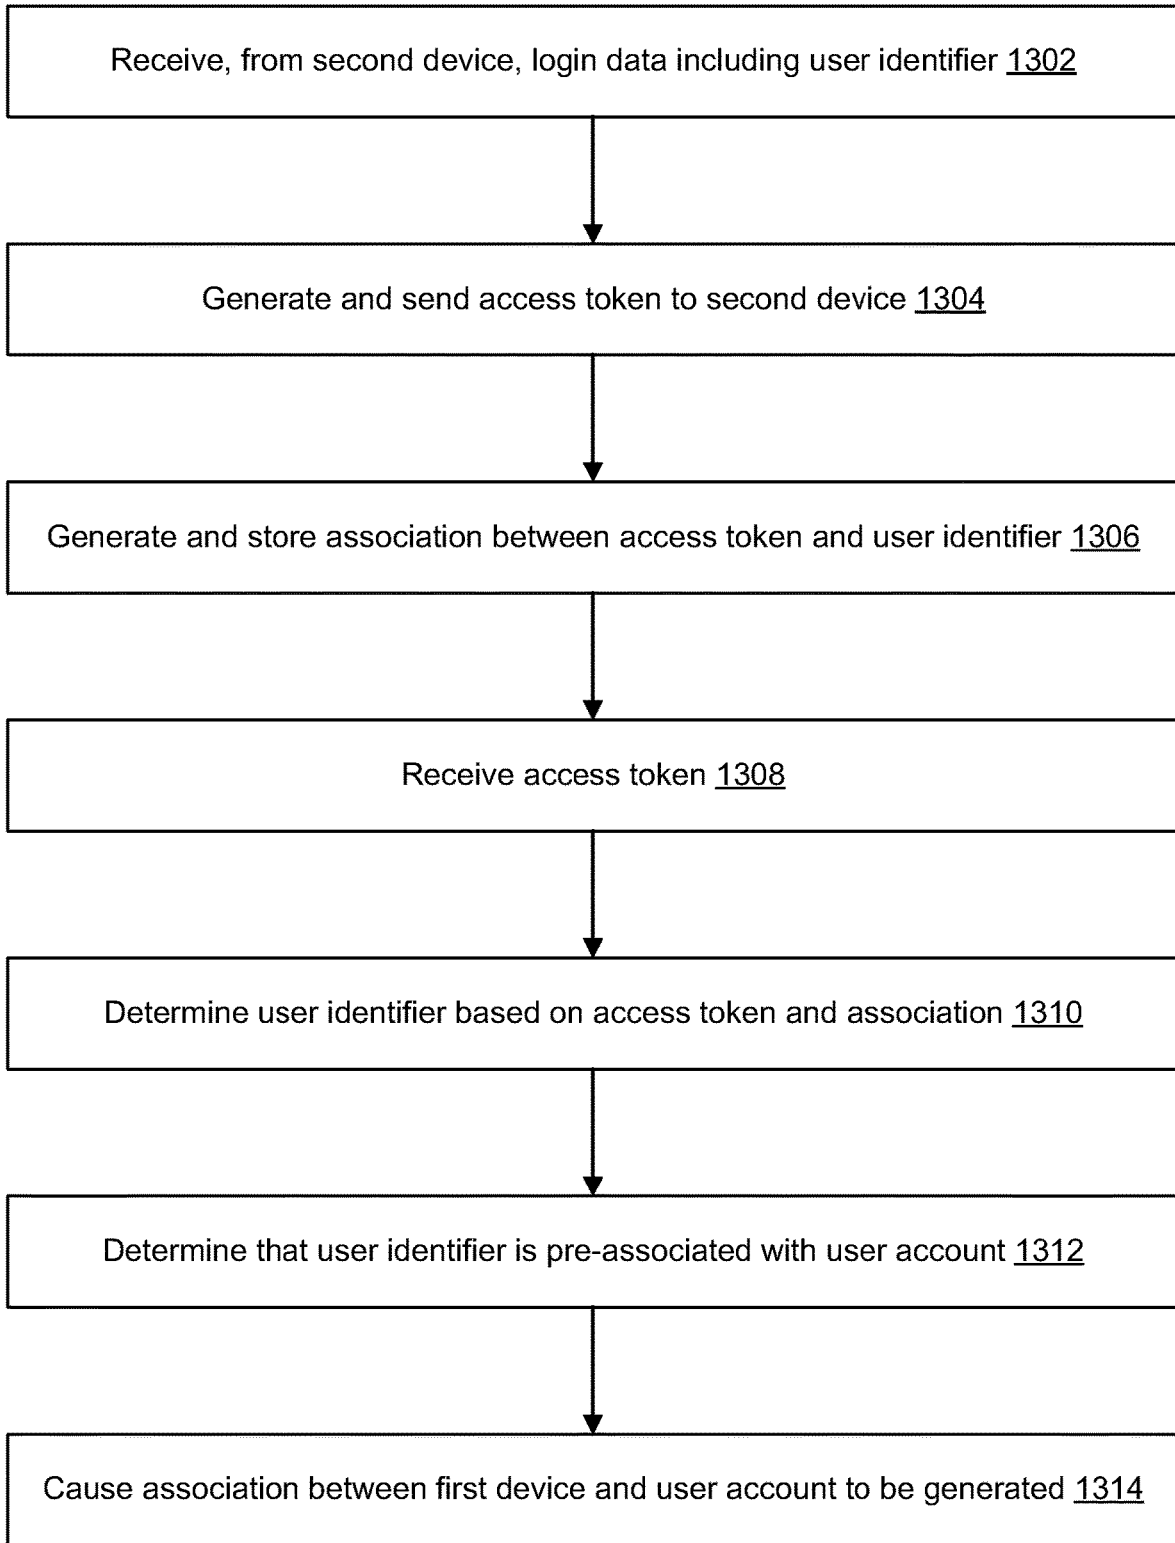 Receive, from second device, login data including user identifier 1302
Generate and send access token to second device 1304
Generate and store association between access token and user identifier 1306
Receive access token 1308
Determine user identifier based on access token and association 1310
Determine that user identifier is pre-associated with user account 1312
Cause association between first device and user account to be generated 1314